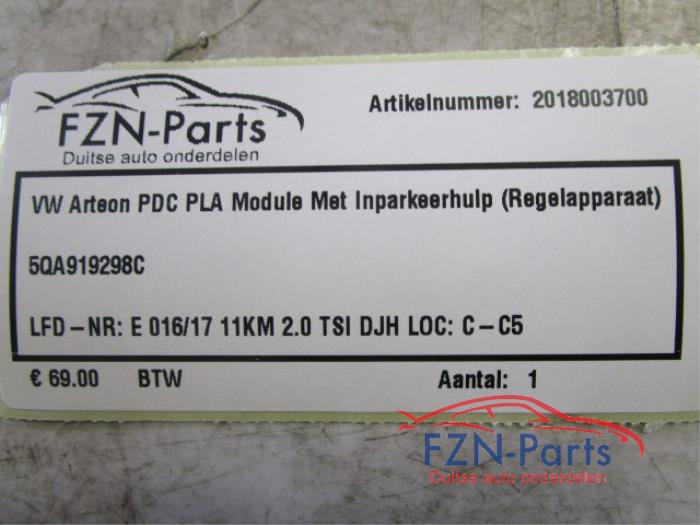 FZN-Parts
Duitse auto onderdelen
Artikelnummer: 2018003700
VW Arteon PDC PLA Module Met Inparkeerhulp (Regelapparaat)
5QA919298C
LFD-NR: E 016/17 11KM 2.0 TSI DJH LOC: C-C5
€ 69.00 BTW Aantal: 1
FZN-Parts
Duitse auto onderdelen